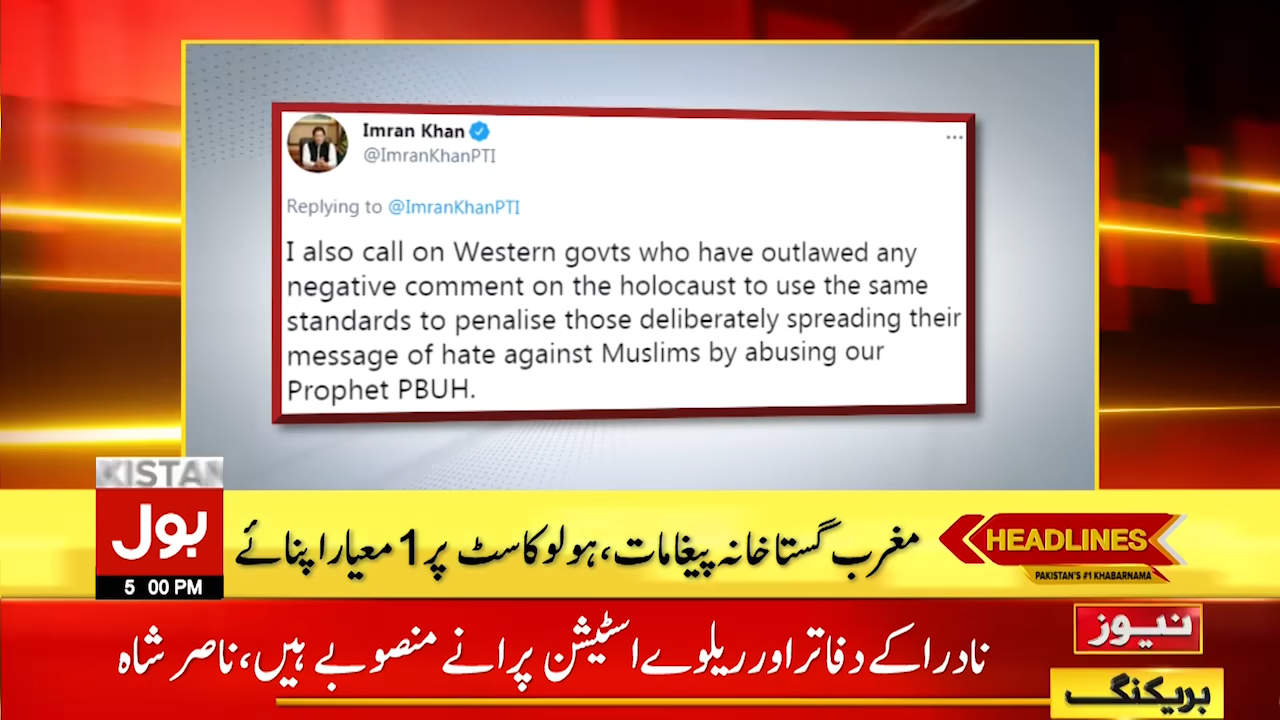 Imran Khan
@ImranKhanPTI
Replying to @ImranKhanPTI
I also call on Western govts who have outlawed any
negative comment on the holocaust to use the same
standards to penalise those deliberately spreading their
message of hate against Muslims by abusing our
Prophet PBUH.
KISTAN
بول
5 00 PM
مغرب گستاخانہ پیغامات، ہولوکاسٹ پر 1 معیار اپنائے
HEADLINES
PAKISTAN'S #1 KHABARNAMA
نیوز
نادرا کے دفاتر اور ریلوے اسٹیشن پرانے منصوبے ہیں، ناصر شاہ
بریکنگ